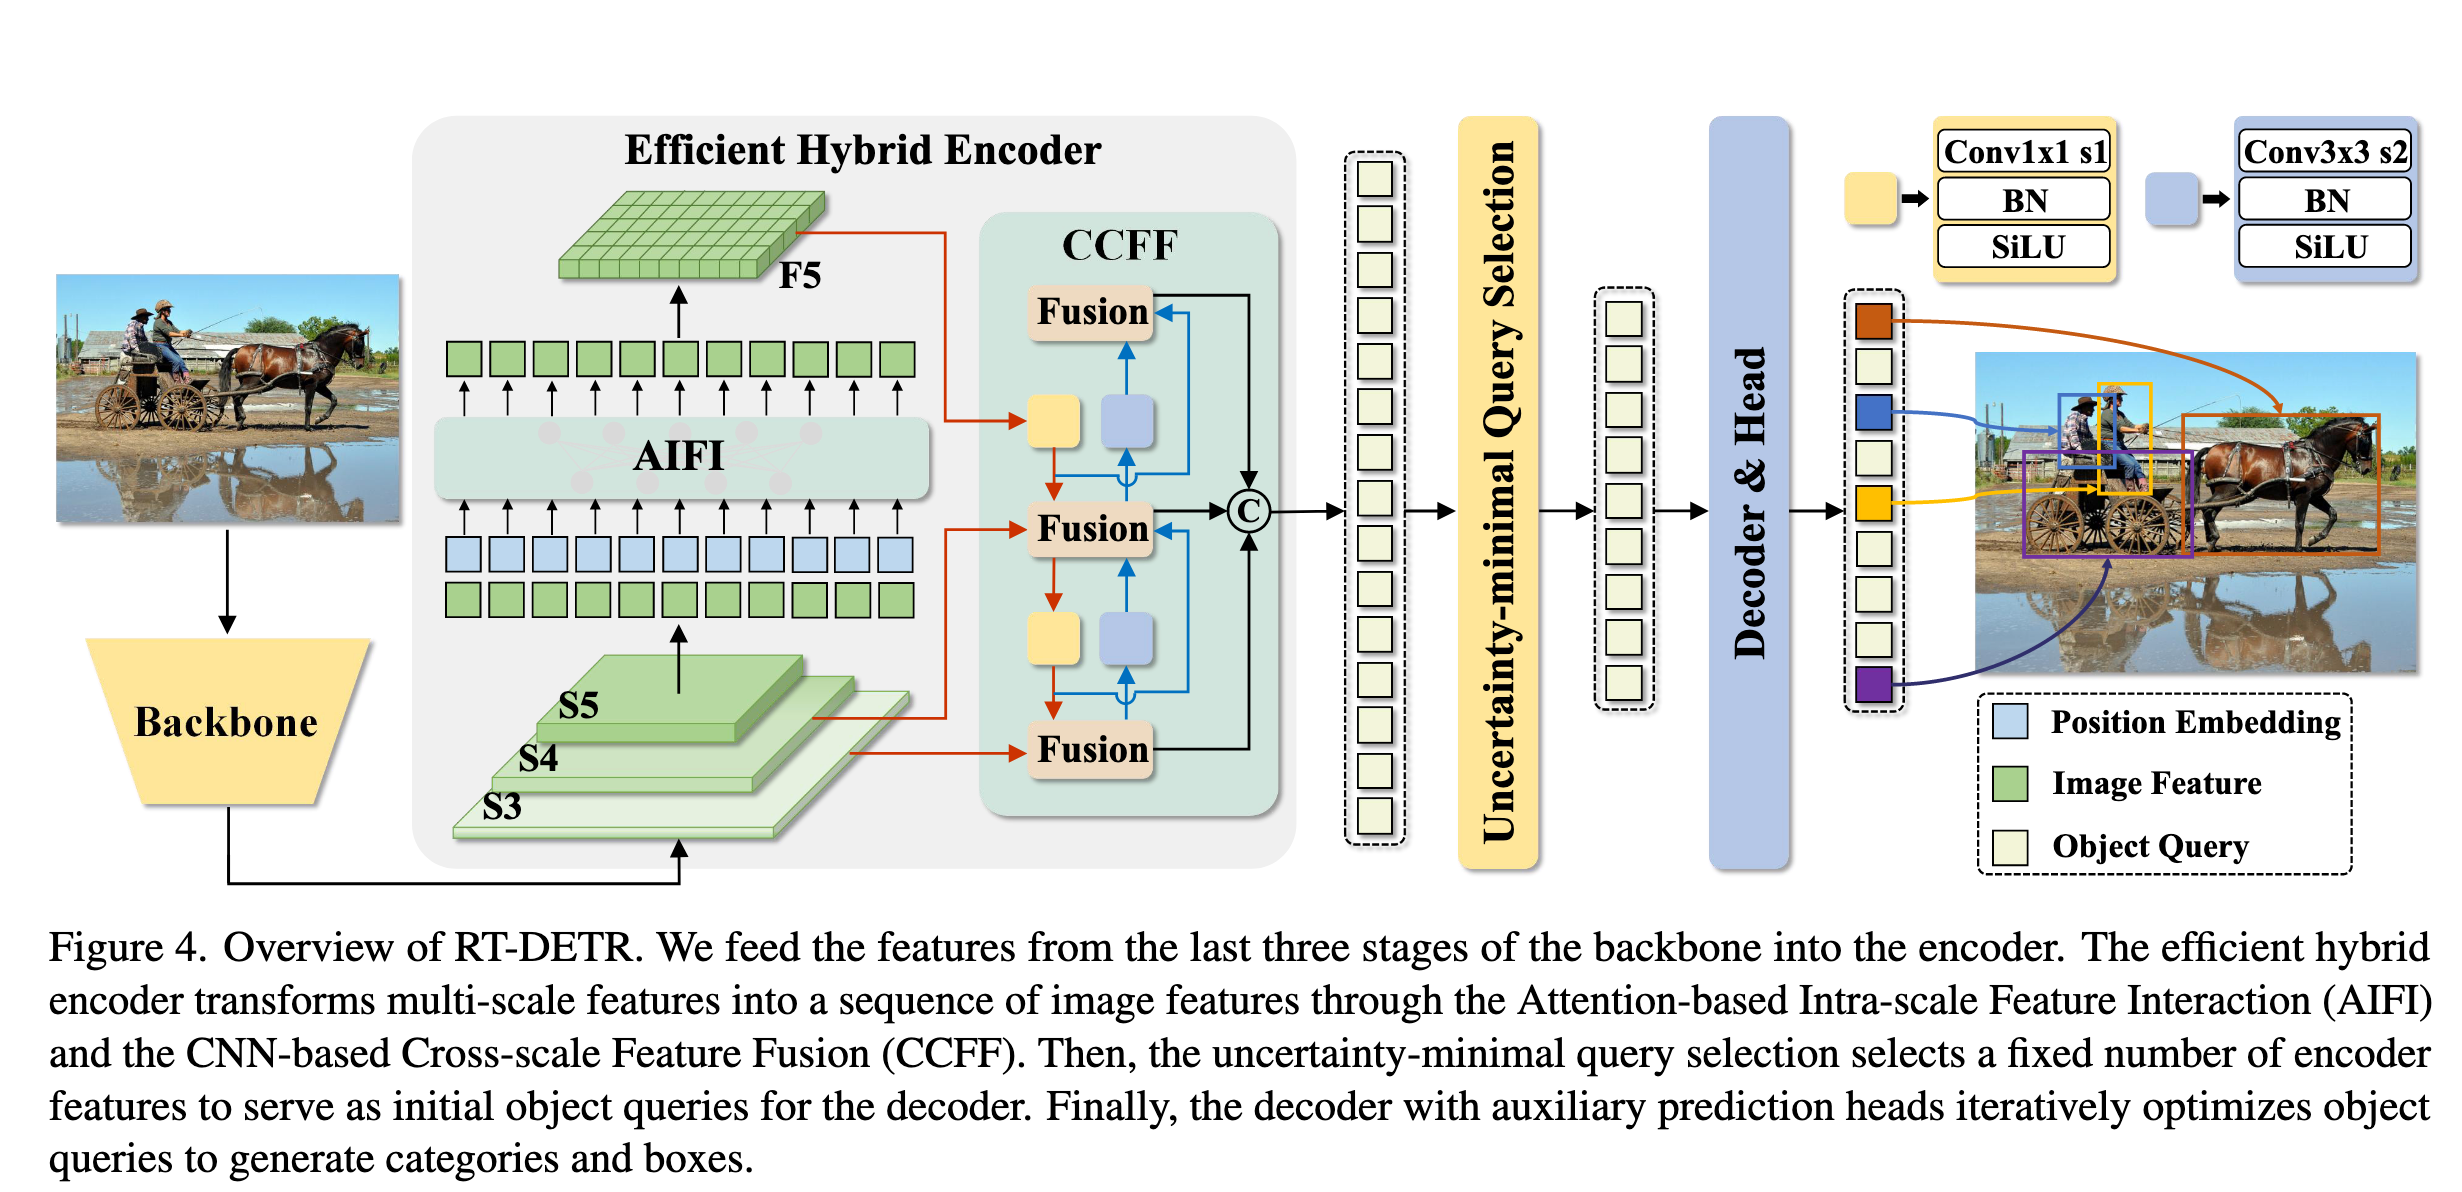 Efficient Hybrid Encoder
F5
AIFI
S5
S4
S3
Backbone
CCFF
Fusion
Fusion
Fusion
C
Uncertainty-minimal Query Selection
Decoder & Head
Conv1x1 s1
BN
SiLU
Conv3x3 s2
BN
SiLU
Position Embedding
Image Feature
Object Query
Figure 4. Overview of RT-DETR. We feed the features from the last three stages of the backbone into the encoder. The efficient hybrid
encoder transforms multi-scale features into a sequence of image features through the Attention-based Intra-scale Feature Interaction (AIFI)
and the CNN-based Cross-scale Feature Fusion (CCFF). Then, the uncertainty-minimal query selection selects a fixed number of encoder
features to serve as initial object queries for the decoder. Finally, the decoder with auxiliary prediction heads iteratively optimizes object
queries to generate categories and boxes.